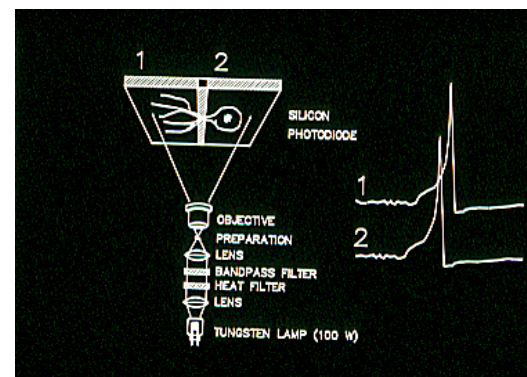 1 2
SILICON
PHOTODIODE
1
2
OBJECTIVE
PREPARATION
LENS
BANDPASS FILTER
HEAT FILTER
LENS
TUNGSTEN LAMP (100 W)